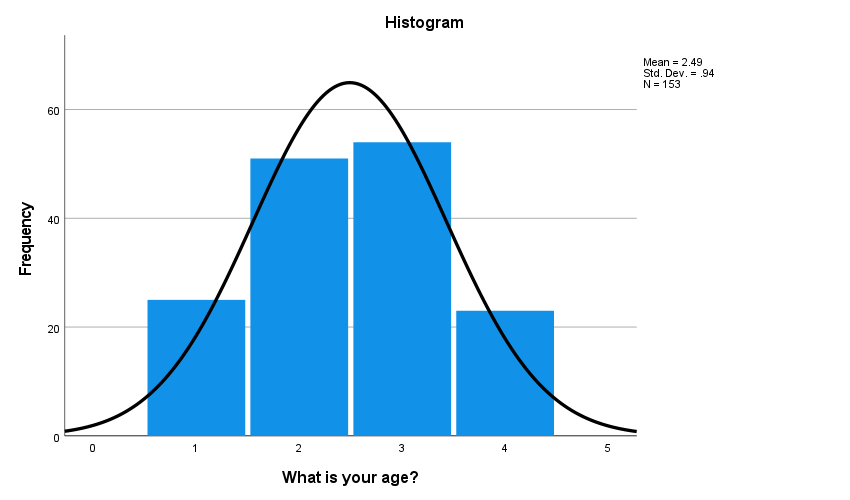 Histogram
Mean = 2.49
Std. Dev. = .94
N = 153
60
40
20
0
Frequency
0 1 2 3 4 5
What is your age?